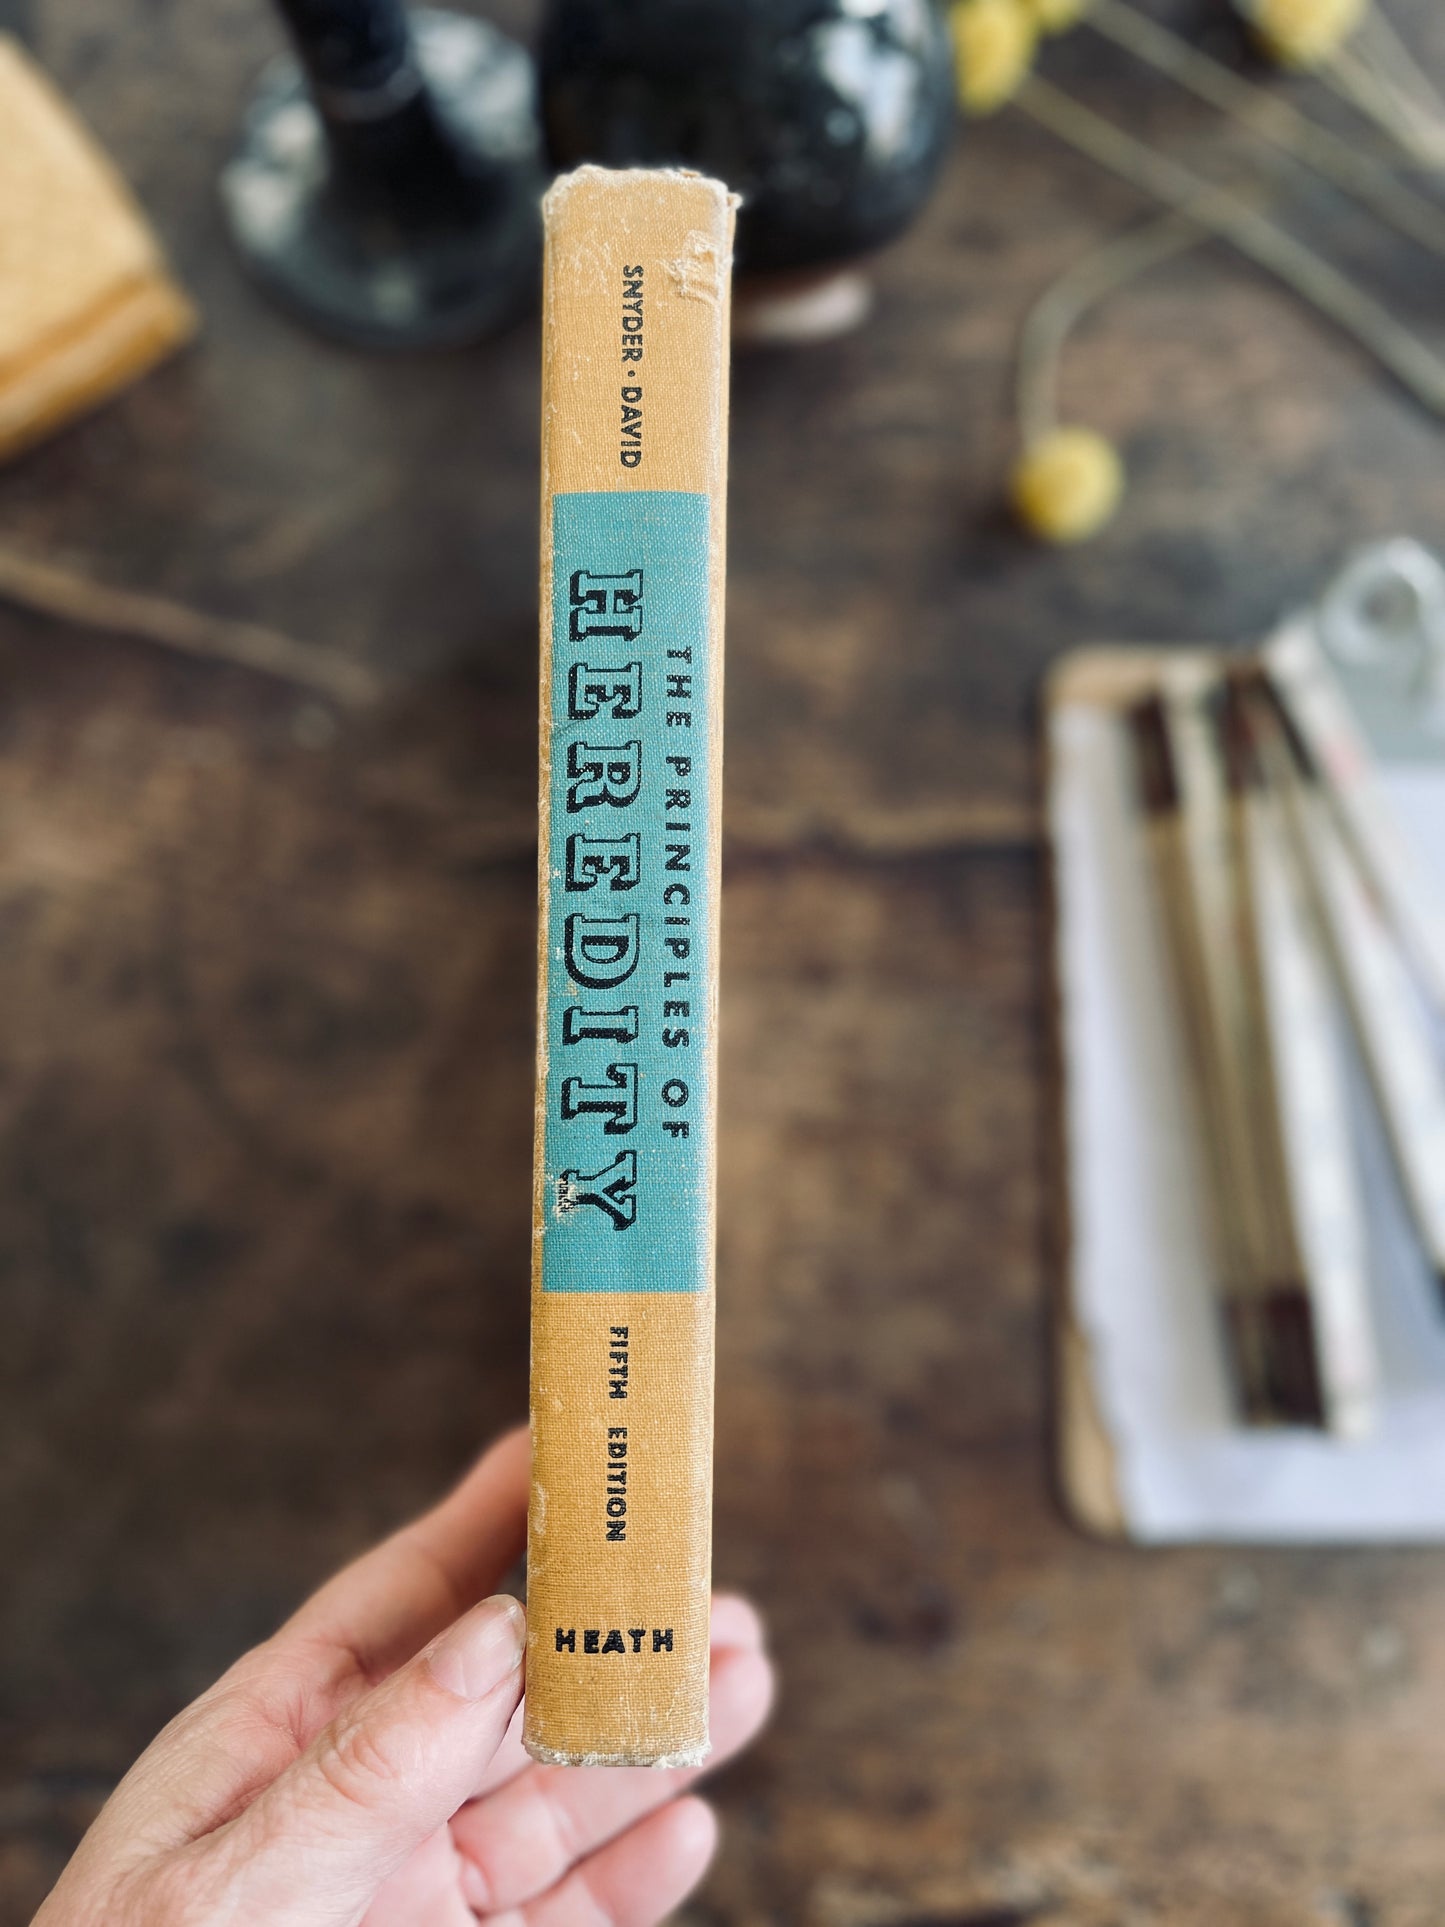 SNYDER • DAVID
THE PRINCIPLES OF
HEREDITY
FIFTH EDITION
HEATH